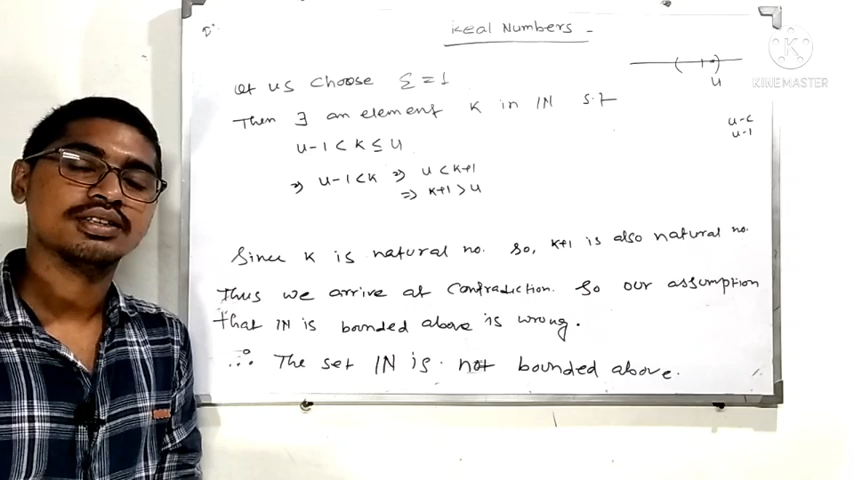 Real Numbers -
Let us choose ε = 1
Then ∃ an element K in IN s.t
u-1 < K ≤ u
⇒ u-1 < K ⇒ u < K+1
⇒ K+1 > u
Since K is natural no. so, K+1 is also natural no.
Thus we arrive at contradiction. So our assumption
That IN is bounded above is wrong.
∴ The set IN is not bounded above.
u
u-ε
u-1
K
KINEMASTER